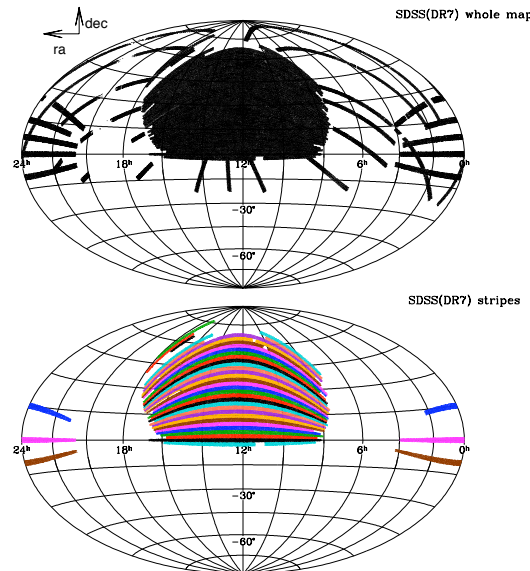 SDSS(DR7) whole map
dec
ra
24h 18h 12h 6h 0h
-30°
-60°
SDSS(DR7) stripes
24h 18h 12h 6h 0h
-30°
-60°